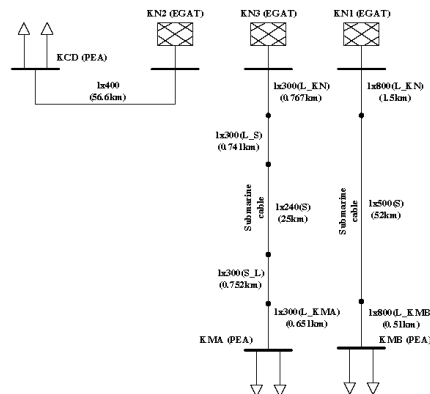 KN2 (EGAT)
KN3 (EGAT)
KN1 (EGAT)
KCD (PEA)
1x400
(56.6km)
1x300(L_KN)
(0.767km)
1x800(L_KN)
(1.5km)
1x300(L_S)
(0.741km)
Submarine
cable
1x240(S)
(25km)
Submarine
cable
1x500(S)
(52km)
1x300(S_L)
(0.752km)
1x300(L_KMA)
(0.651km)
1x800(L_KMB)
(0.51km)
KMA (PEA)
KMB (PEA)